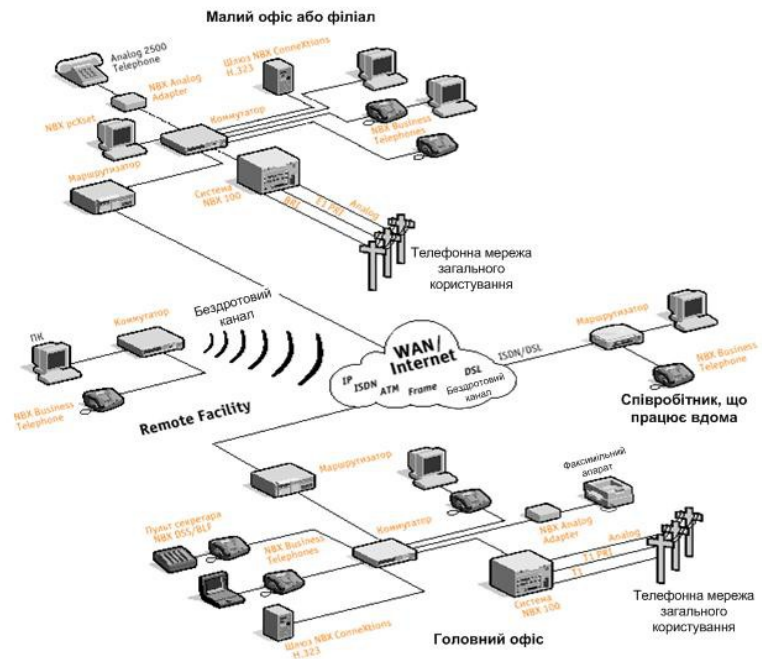 Малий офіс або філіал
Analog 2500
Telephone
NBX Analog
Adapter
Шлюз NBX ConneXtions
H.323
NBX pcXset
Коммутатор
NBX Business
Telephones
Маршрутизатор
Система
NBX 100
BRI
T1 PRI
Analog
Телефонна мережа
загального
користування
ПК
Коммутатор
Бездротовий
канал
NBX Business
Telephone
Remote Facility
WAN/
Internet
IP
ISDN
ATM
Frame
DSL
Бездротовий
канал
ISDN/DSL
Маршрутизатор
NBX Business
Telephone
Співробітник, що
працює вдома
Маршрутизатор
Факсимільний
апарат
Пульт секретаря
NBX DSS/BLF
NBX Business
Telephones
Коммутатор
NBX Analog
Adapter
Analog
T1 PRI
T1
Система
NBX 100
Шлюз NBX ConneXtions
H.323
Головний офіс
Телефонна мережа
загального
користування